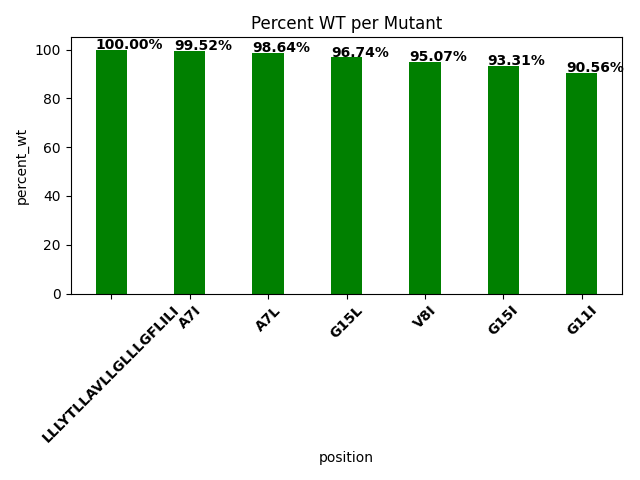 Percent WT per Mutant
percent_wt
100
80
60
40
20
0
100.00%
99.52%
98.64%
96.74%
95.07%
93.31%
90.56%
LLLYTLLAVLLGLLLGFLILI
A7I
A7L
G15L
V8I
G15I
G11I
position